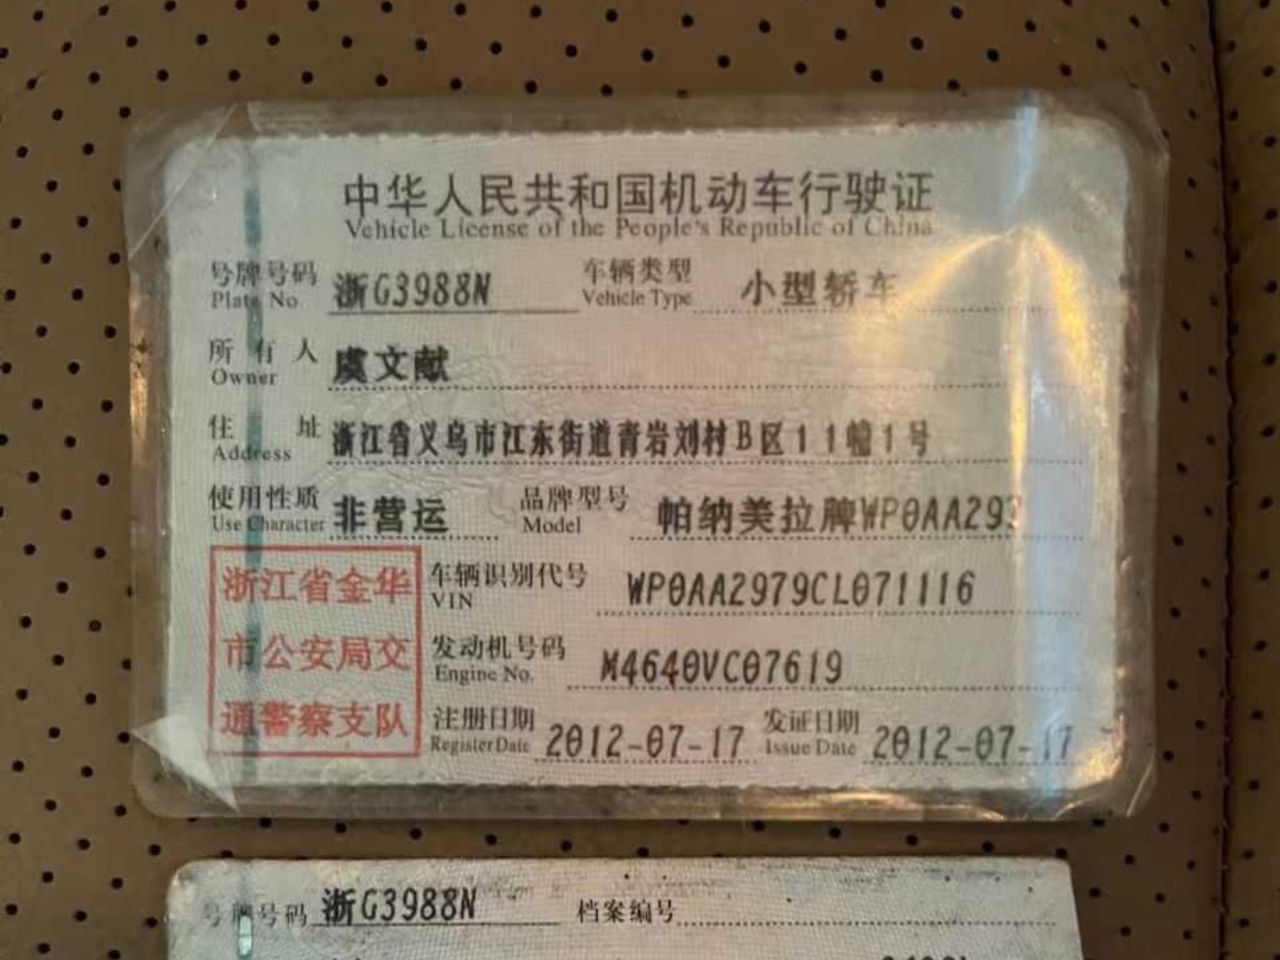 中华人民共和国机动车行驶证
Vehicle License of the People's Republic of China
号牌号码 浙G3988N 车辆类型 小型轿车
Plate No Vehicle Type
所有人 虞文献
Owner
住址 浙江省义乌市江东街道青岩刘村B区11幢1号
Address
使用性质 非营运 品牌型号 帕纳美拉牌WP0AA297
Use Character Model
浙江省金华
市公安局交
通警察支队
车辆识别代号 WP0AA2979CL071116
VIN
发动机号码 M4640VC07619
Engine No.
注册日期 2012-07-17 发证日期 2012-07-17
Register Date Issue Date
号牌号码 浙G3988N 档案编号